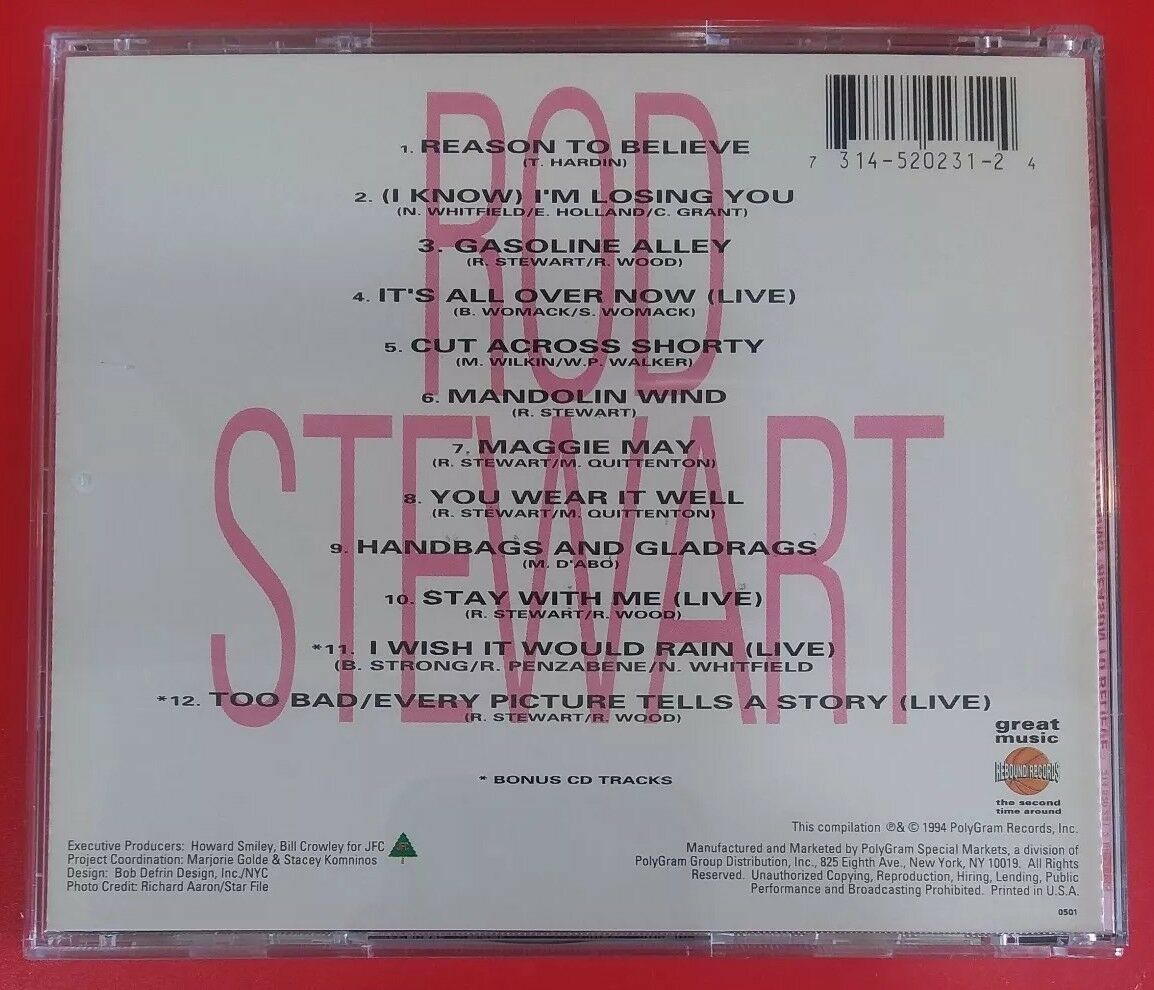 ROD
STEWART
7 314-520231-2 4
1. REASON TO BELIEVE
(T. HARDIN)
2. (I KNOW) I'M LOSING YOU
(N. WHITFIELD/E. HOLLAND/C. GRANT)
3. GASOLINE ALLEY
(R. STEWART/R. WOOD)
4. IT'S ALL OVER NOW (LIVE)
(B. WOMACK/S. WOMACK)
5. CUT ACROSS SHORTY
(M. WILKIN/W.P. WALKER)
6. MANDOLIN WIND
(R. STEWART)
7. MAGGIE MAY
(R. STEWART/M. QUITTENTON)
8. YOU WEAR IT WELL
(R. STEWART/M. QUITTENTON)
9. HANDBAGS AND GLADRAGS
(M. D'ABO)
10. STAY WITH ME (LIVE)
(R. STEWART/R. WOOD)
*11. I WISH IT WOULD RAIN (LIVE)
(B. STRONG/R. PENZABENE/N. WHITFIELD
*12. TOO BAD/EVERY PICTURE TELLS A STORY (LIVE)
(R. STEWART/R. WOOD)
* BONUS CD TRACKS
great
music
REBOUND RECORDS
the second
time around
Executive Producers: Howard Smiley, Bill Crowley for JFC
Project Coordination: Marjorie Golde & Stacey Komninos
Design: Bob Defrin Design, Inc./NYC
Photo Credit: Richard Aaron/Star File
JFC
This compilation ℗& © 1994 PolyGram Records, Inc.
Manufactured and Marketed by PolyGram Special Markets, a division of
PolyGram Group Distribution, Inc., 825 Eighth Ave., New York, NY 10019. All Rights
Reserved. Unauthorized Copying, Reproduction, Hiring, Lending, Public
Performance and Broadcasting Prohibited. Printed in U.S.A.
0501